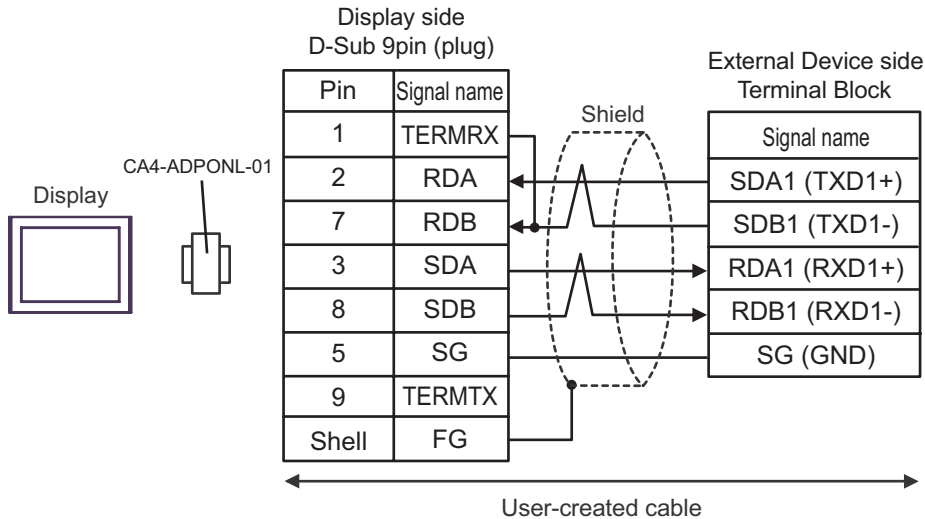 Display side
D-Sub 9pin (plug)
External Device side
Terminal Block
Pin Signal name
Shield
Signal name
1 TERMRX
CA4-ADPONL-01
2 RDA
SDA1 (TXD1+)
Display
7 RDB
SDB1 (TXD1-)
3 SDA
RDA1 (RXD1+)
8 SDB
RDB1 (RXD1-)
5 SG
SG (GND)
9 TERMTX
Shell FG
User-created cable